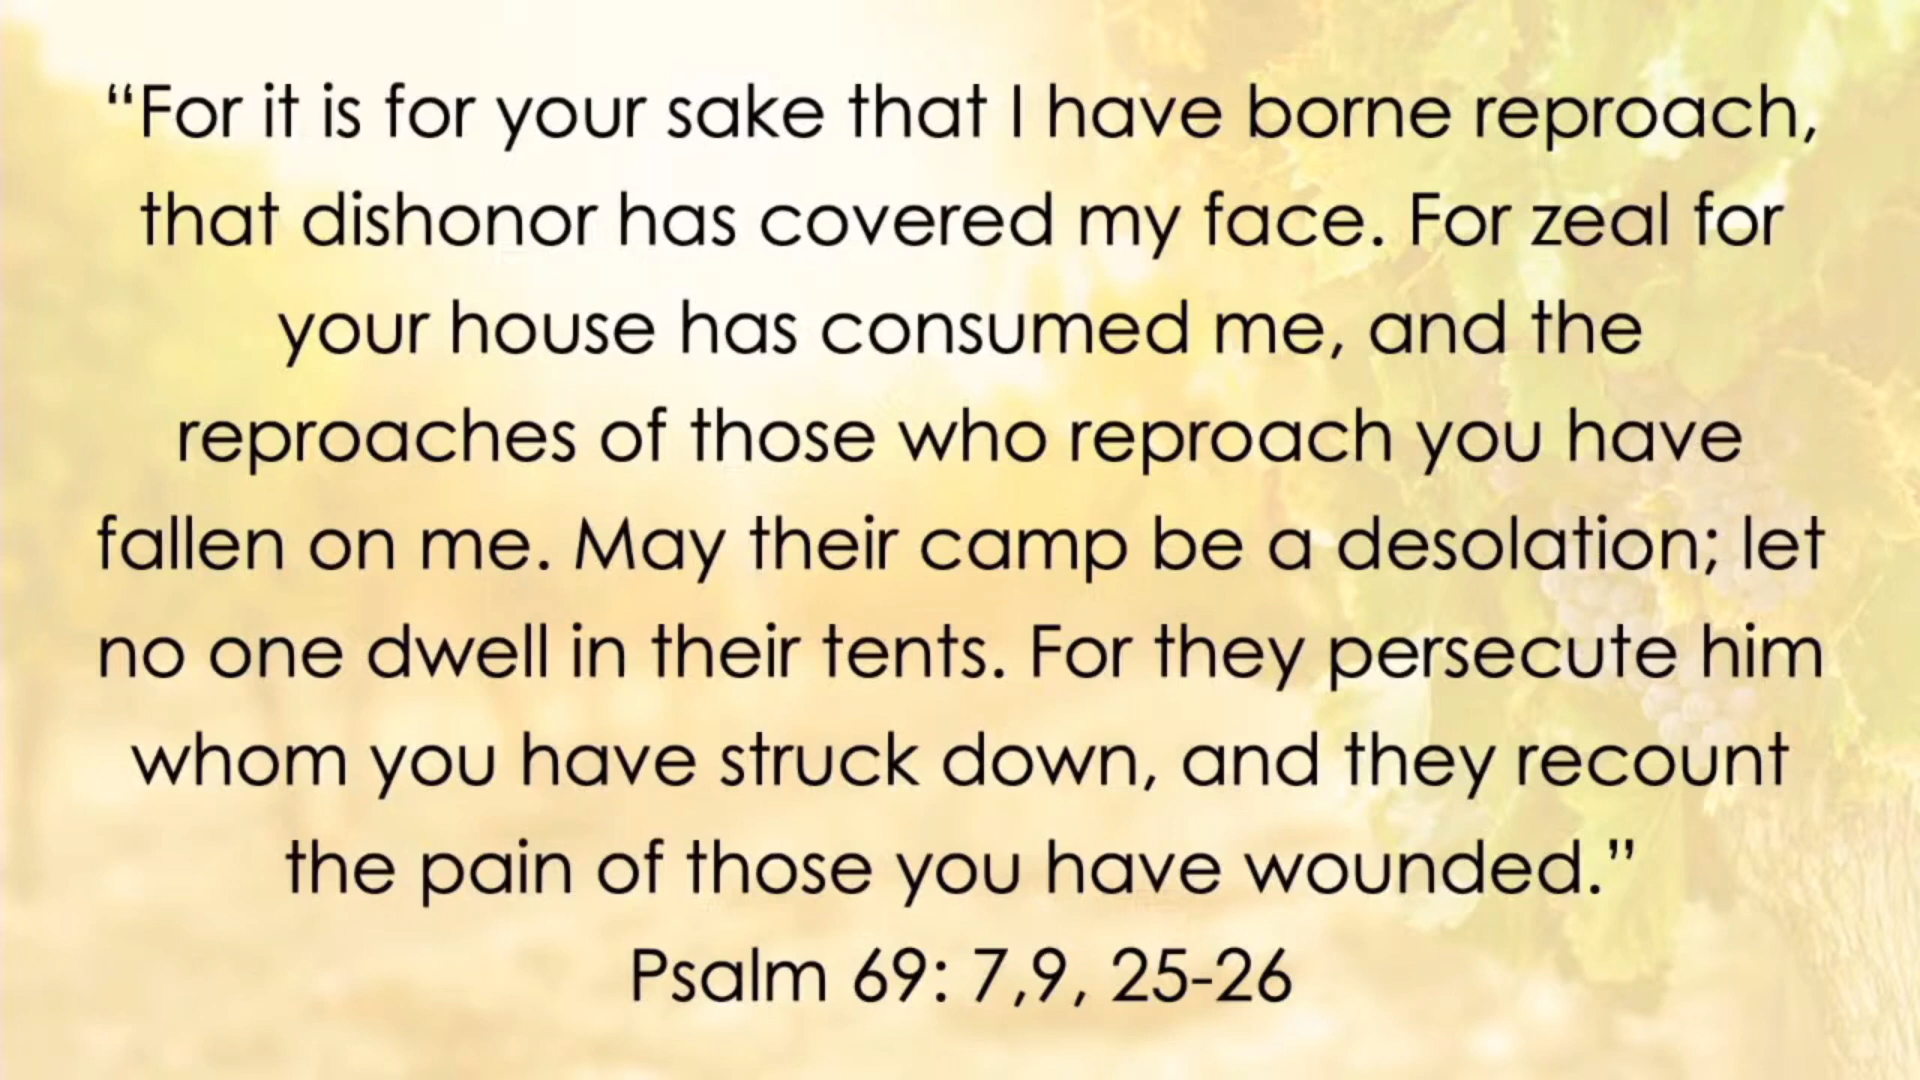 “For it is for your sake that I have borne reproach,
that dishonor has covered my face. For zeal for
your house has consumed me, and the
reproaches of those who reproach you have
fallen on me. May their camp be a desolation; let
no one dwell in their tents. For they persecute him
whom you have struck down, and they recount
the pain of those you have wounded.”
Psalm 69: 7,9, 25-26